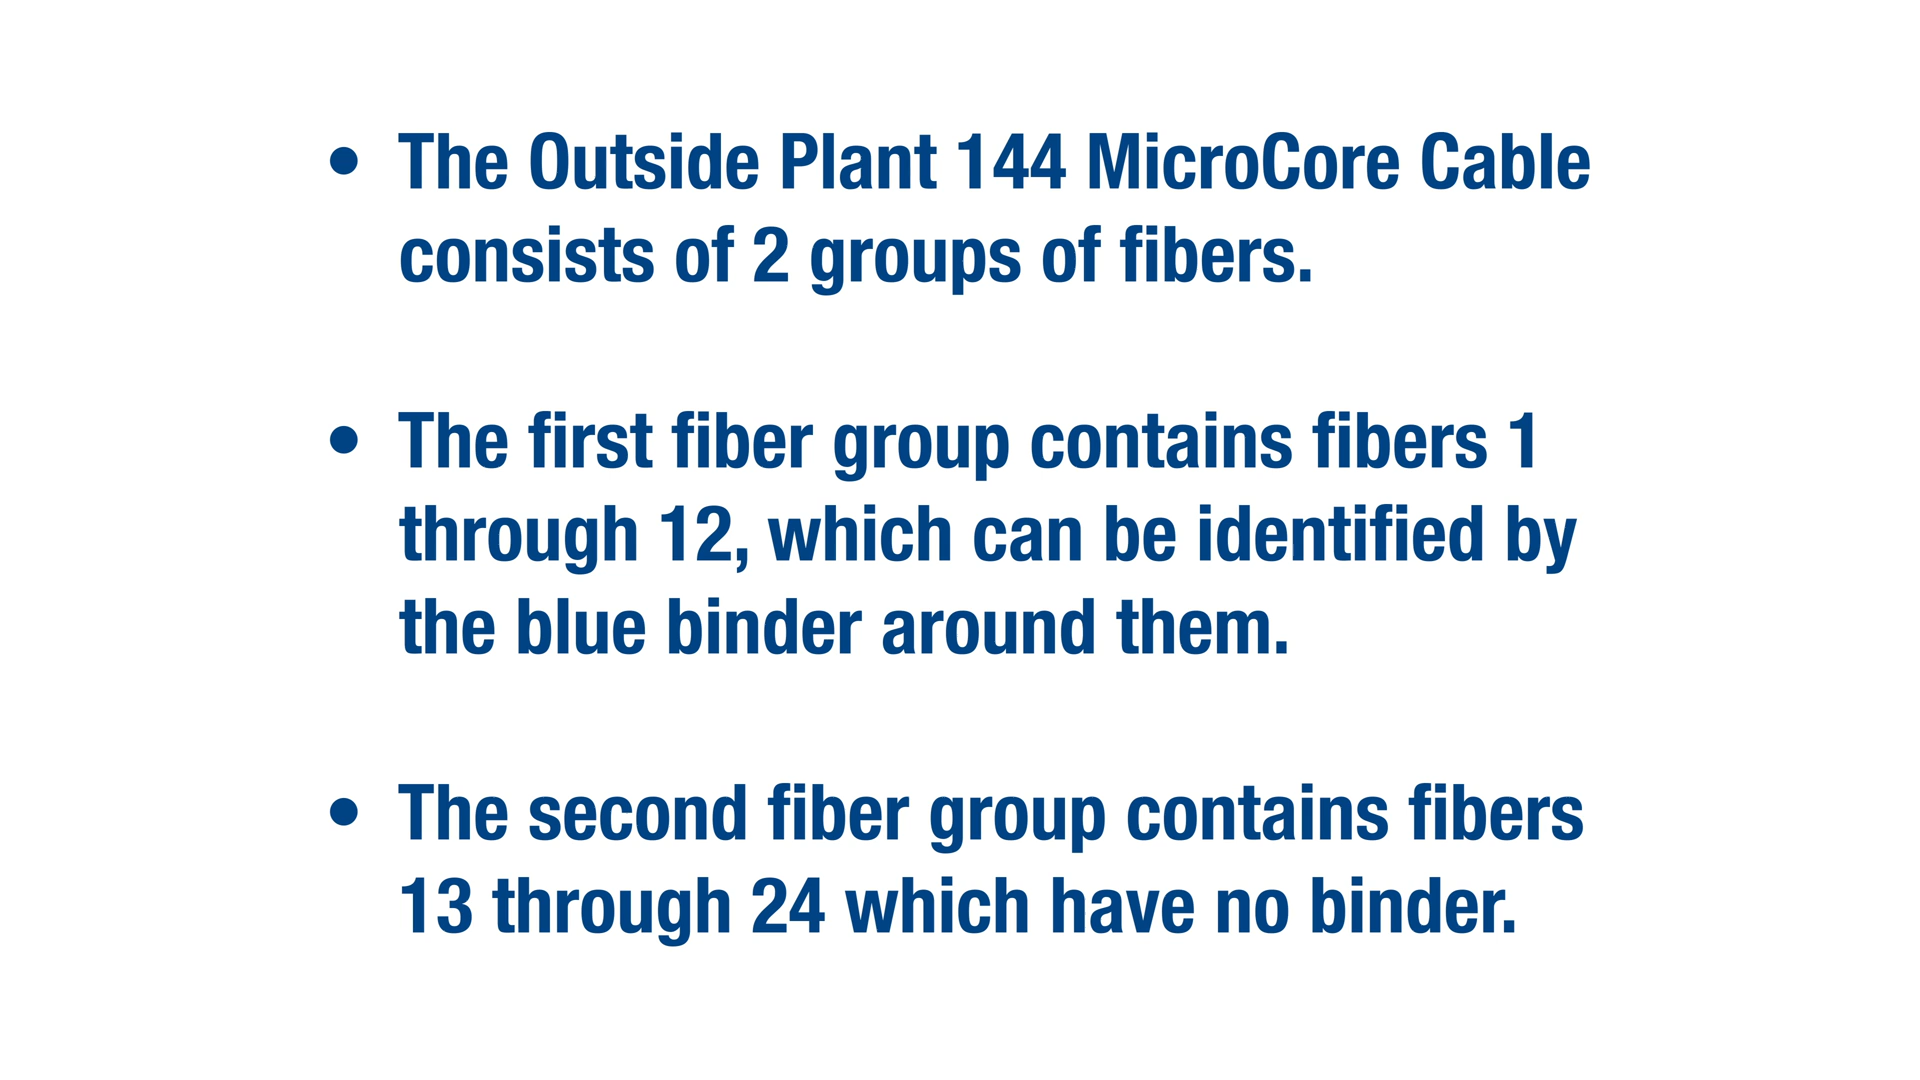 • The Outside Plant 144 MicroCore Cable
consists of 2 groups of fibers.
• The first fiber group contains fibers 1
through 12, which can be identified by
the blue binder around them.
• The second fiber group contains fibers
13 through 24 which have no binder.